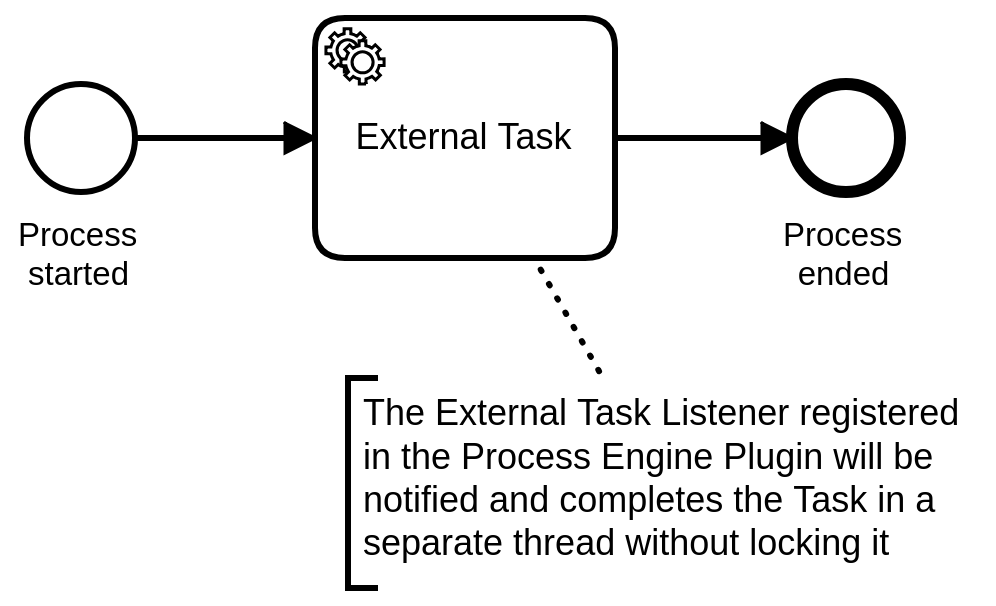 External Task
Process
started
Process
ended
The External Task Listener registered
in the Process Engine Plugin will be
notified and completes the Task in a
separate thread without locking it